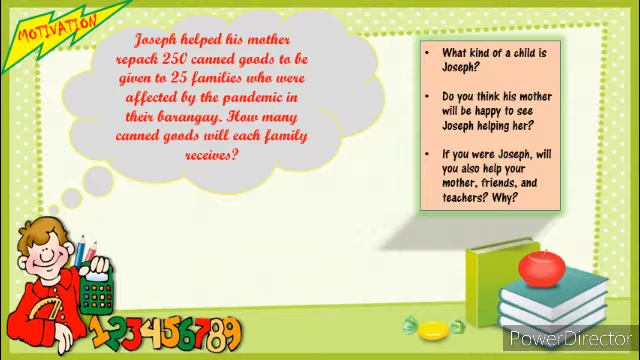 MOTIVATION
Joseph helped his mother
repack 250 canned goods to be
given to 25 families who were
affected by the pandemic in
their barangay. How many
canned goods will each family
receives?
• What kind of a child is
Joseph?
• Do you think his mother
will be happy to see
Joseph helping her?
• If you were Joseph, will
you also help your
mother, friends, and
teachers? Why?
123456789
PowerDirector